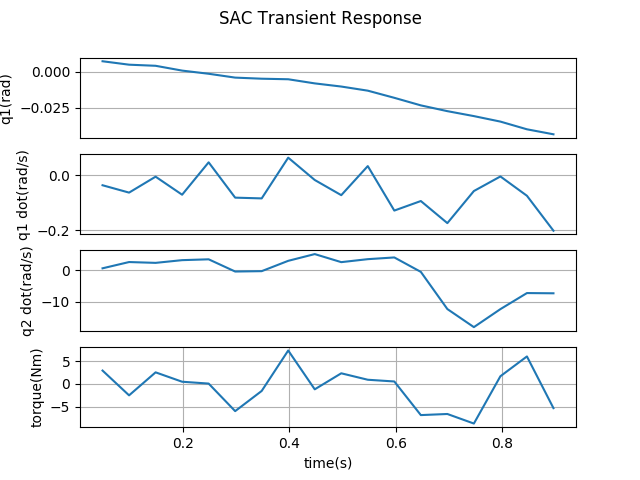 SAC Transient Response
0.000
−0.025
q1(rad)
0.0
−0.2
q1 dot(rad/s)
0
−10
q2 dot(rad/s)
5
0
−5
torque(Nm)
0.2 0.4 0.6 0.8
time(s)